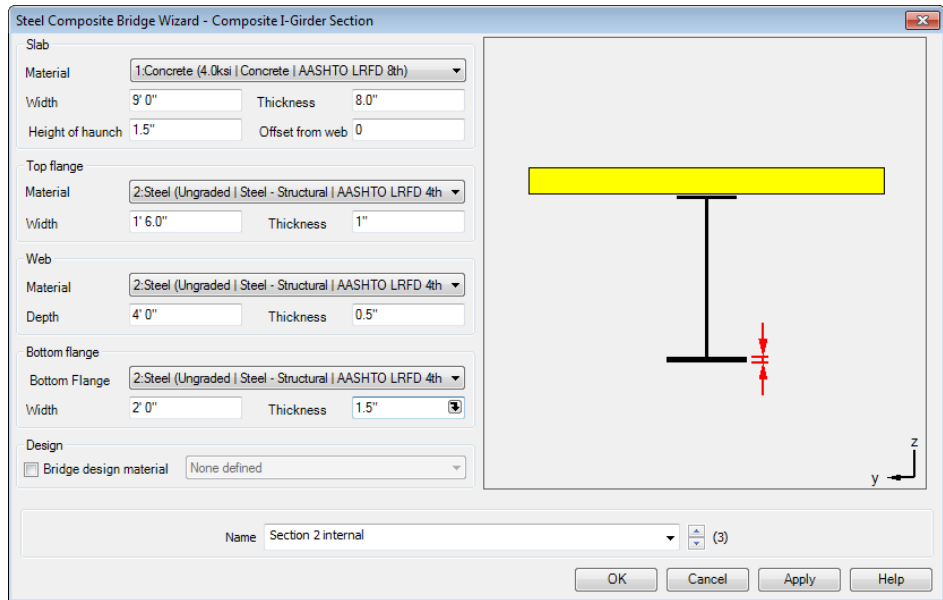 Steel Composite Bridge Wizard - Composite I-Girder Section
Slab
Material 1:Concrete (4.0ksi | Concrete | AASHTO LRFD 8th)
Width 9' 0" Thickness 8.0"
Height of haunch 1.5" Offset from web 0
Top flange
Material 2:Steel (Ungraded | Steel - Structural | AASHTO LRFD 4th
Width 1' 6.0" Thickness 1"
Web
Material 2:Steel (Ungraded | Steel - Structural | AASHTO LRFD 4th
Depth 4' 0" Thickness 0.5"
Bottom flange
Bottom Flange 2:Steel (Ungraded | Steel - Structural | AASHTO LRFD 4th
Width 2' 0" Thickness 1.5"
Design
Bridge design material None defined
z
y
Name Section 2 internal (3)
OK Cancel Apply Help